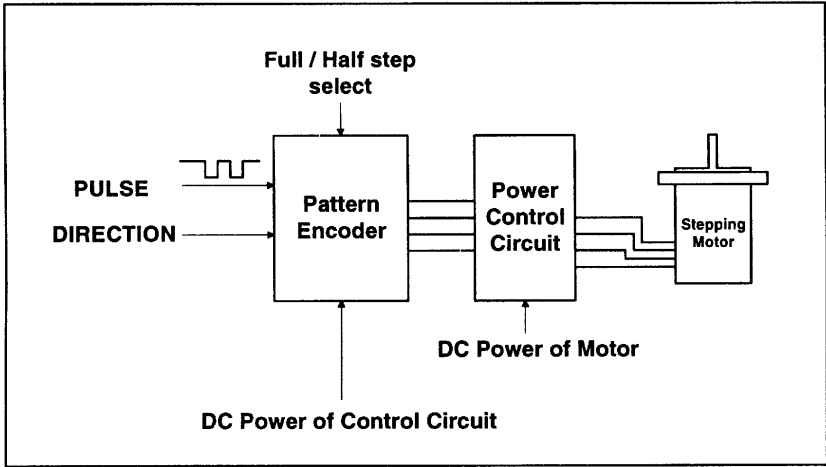 Full / Half step
select
PULSE
DIRECTION
Pattern
Encoder
Power
Control
Circuit
Stepping
Motor
DC Power of Motor
DC Power of Control Circuit